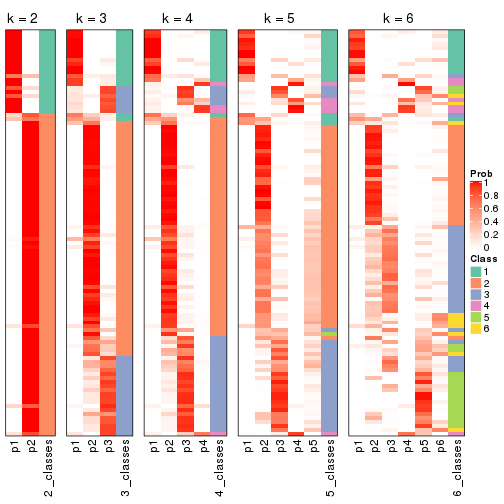 k = 2
k = 3
k = 4
k = 5
k = 6
p1
p2
2_classes
p1
p2
p3
3_classes
p1
p2
p3
p4
4_classes
p1
p2
p3
p4
p5
5_classes
p1
p2
p3
p4
p5
p6
6_classes
Prob
1
0.8
0.6
0.4
0.2
0
Class
1
2
3
4
5
6